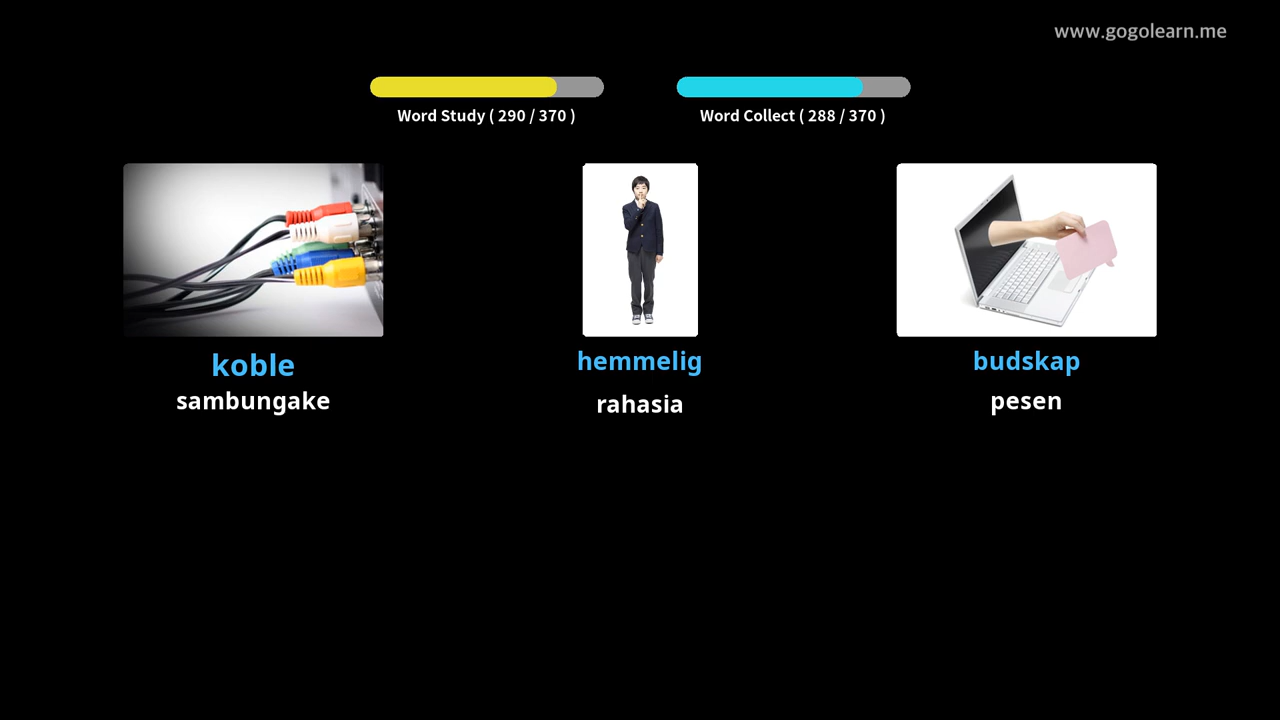 www.gogolearn.me
Word Study ( 290 / 370 )
Word Collect ( 288 / 370 )
koble
sambungake
hemmelig
rahasia
budskap
pesen